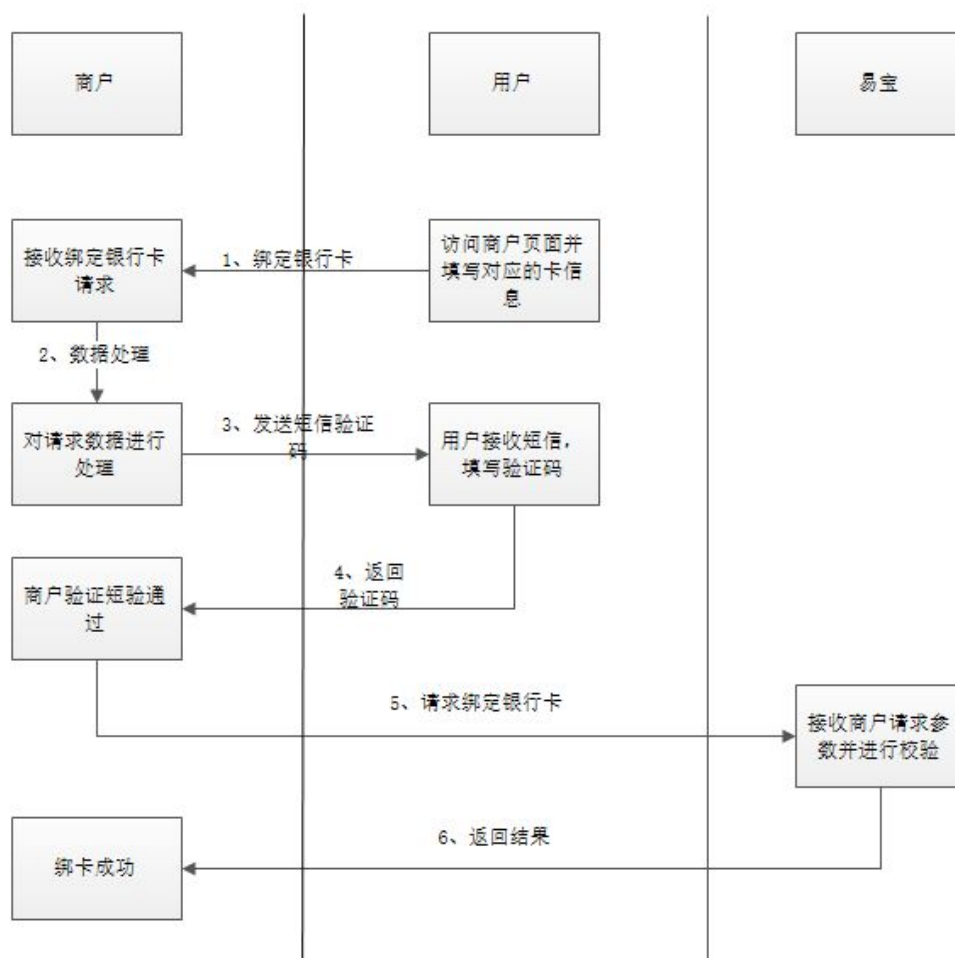 商户
用户
易宝
接收绑定银行卡
请求
1、绑定银行卡
访问商户页面并
填写对应的卡信
息
2、数据处理
对请求数据进行
处理
3、发送短信验证
码
用户接收短信，
填写验证码
4、返回
验证码
商户验证短验通
过
5、请求绑定银行卡
接收商户请求参
数并进行校验
6、返回结果
绑卡成功